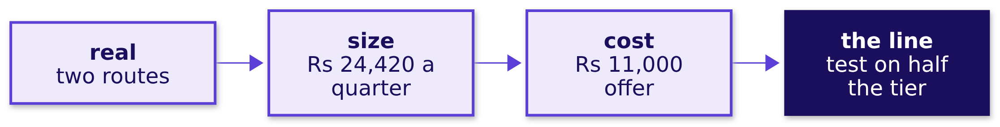 real
two routes
size
Rs 24,420 a
quarter
cost
Rs 11,000
offer
the line
test on half
the tier